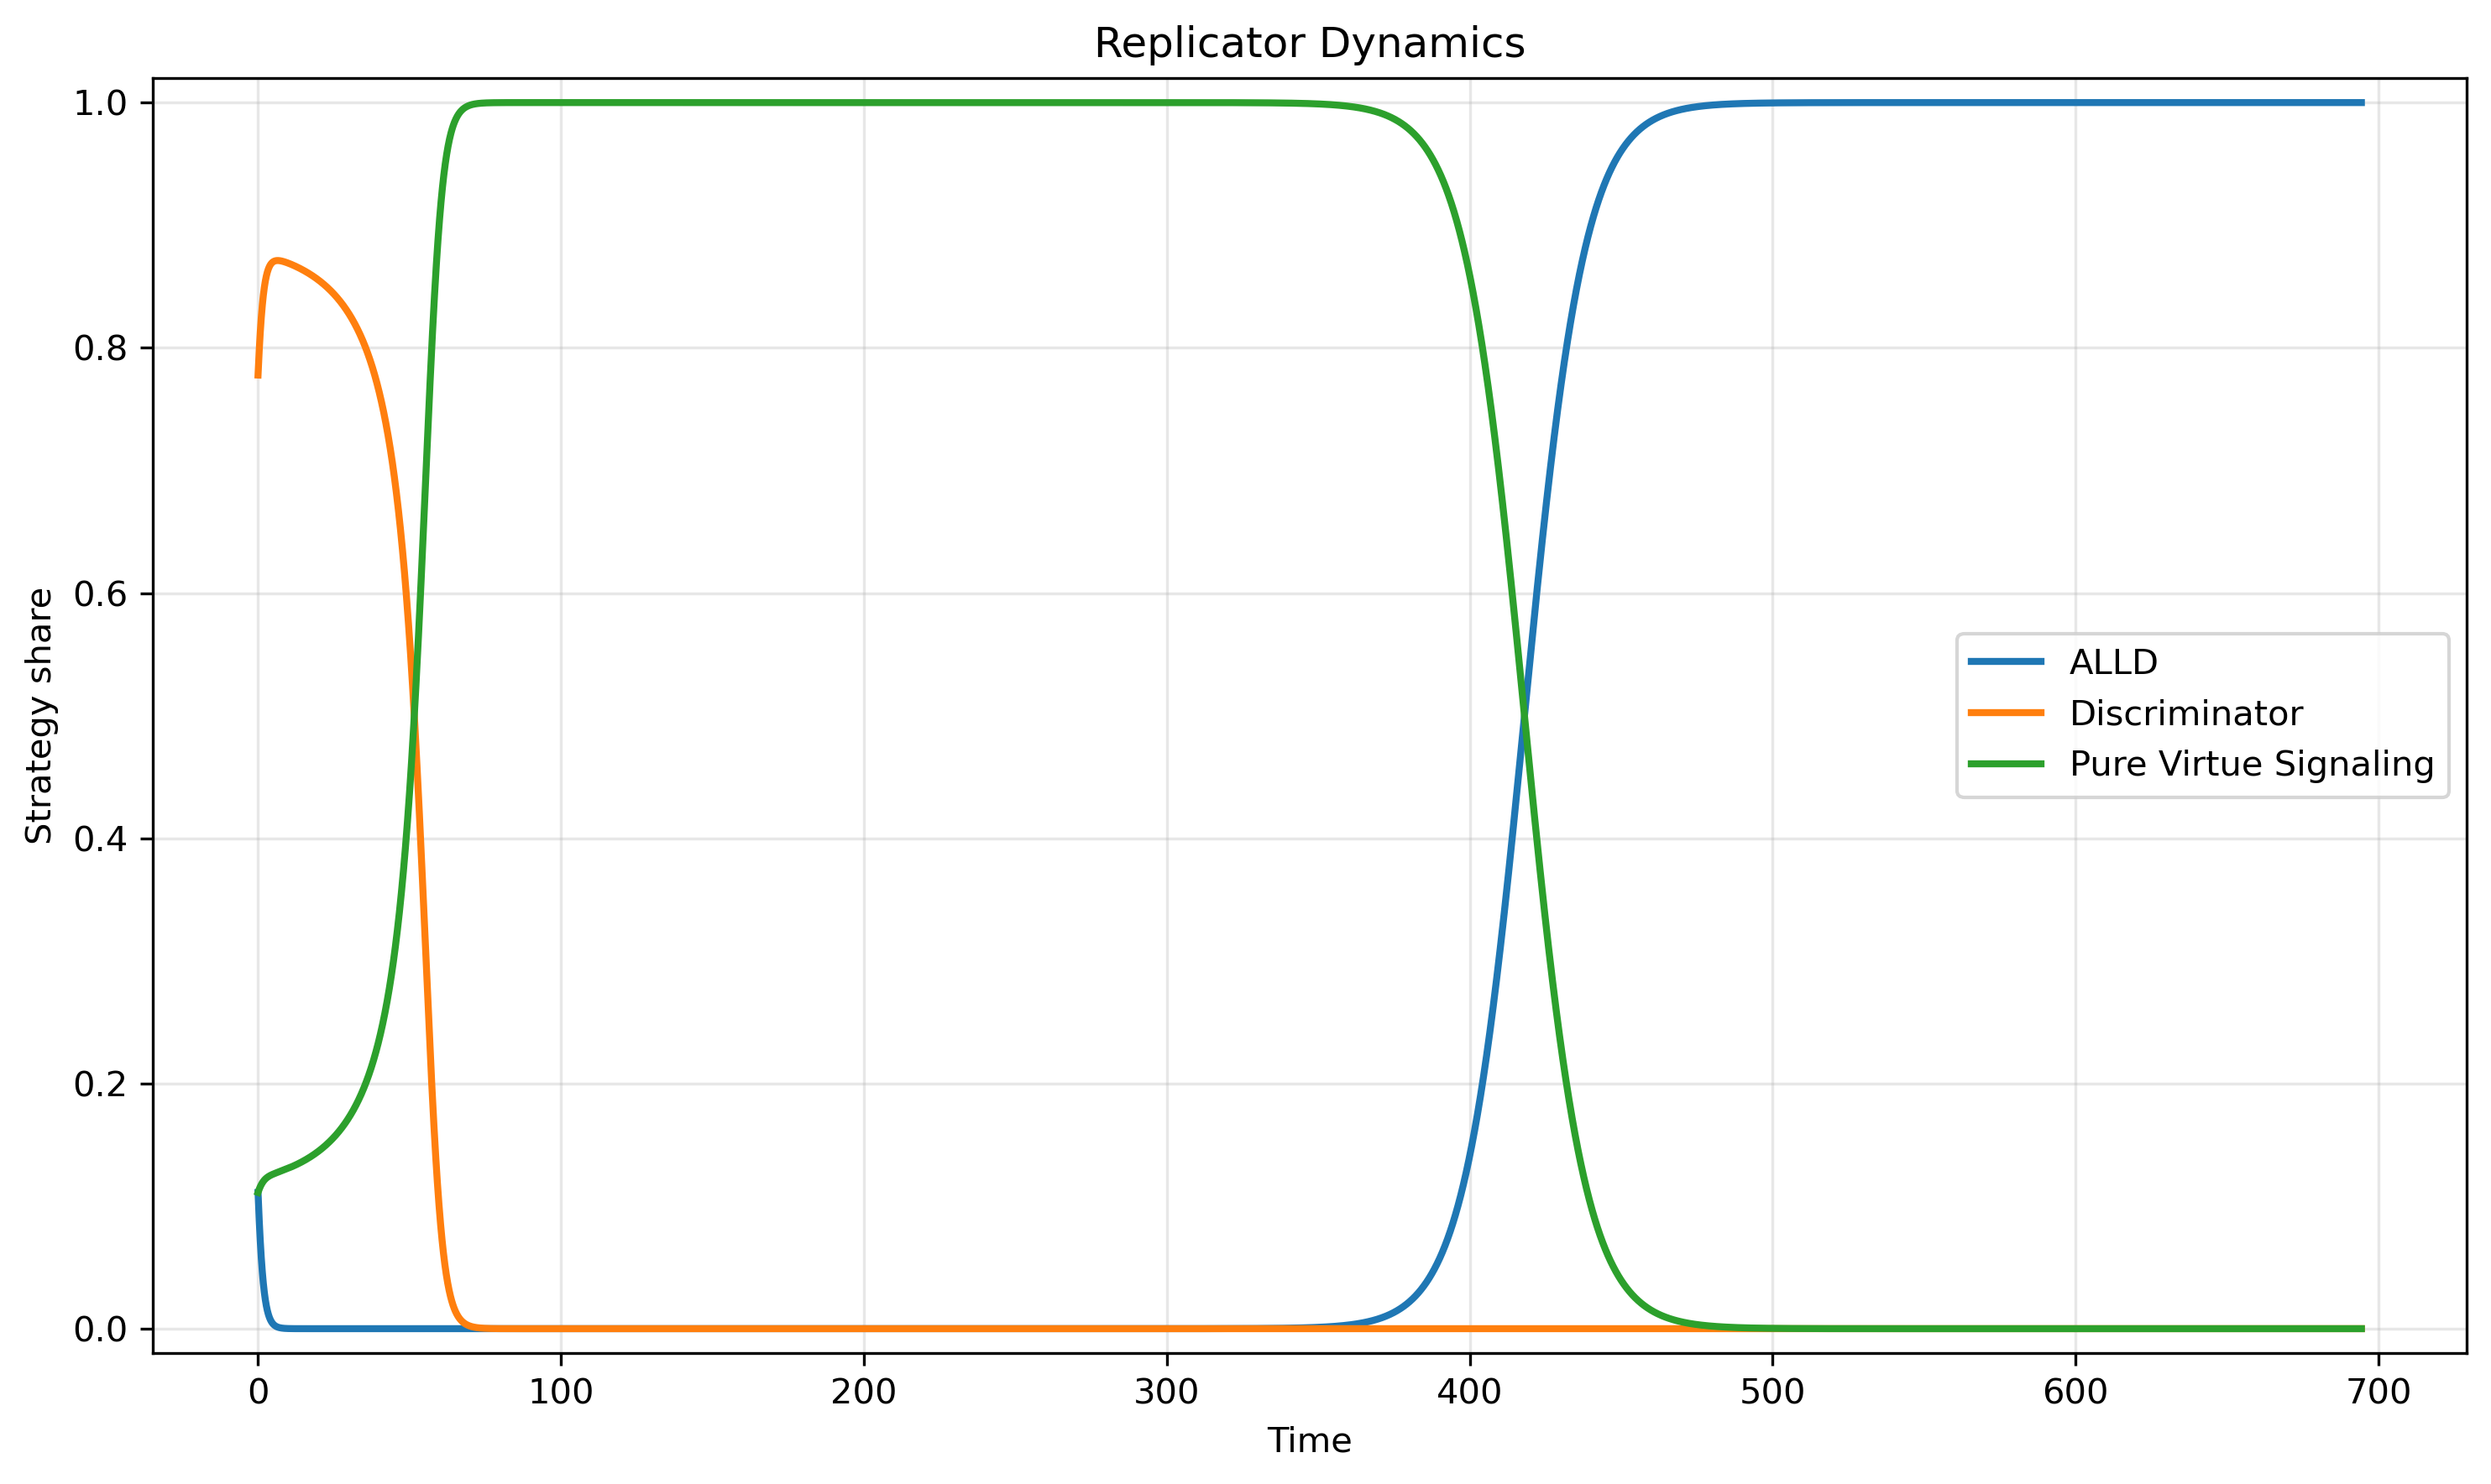 Replicator Dynamics
Strategy share
1.0
0.8
0.6
0.4
0.2
0.0
ALLD
Discriminator
Pure Virtue Signaling
0 100 200 300 400 500 600 700
Time